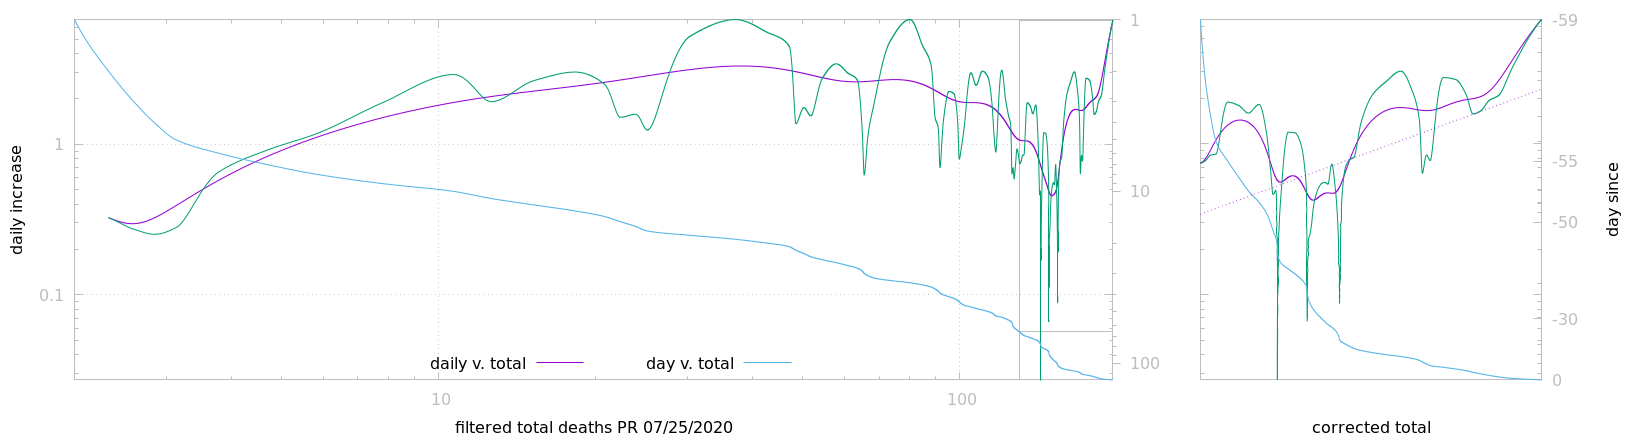 daily increase
1
0.1
10
100
1
10
100
daily v. total
day v. total
filtered total deaths PR 07/25/2020
-59
-55
-50
-30
0
day since
corrected total